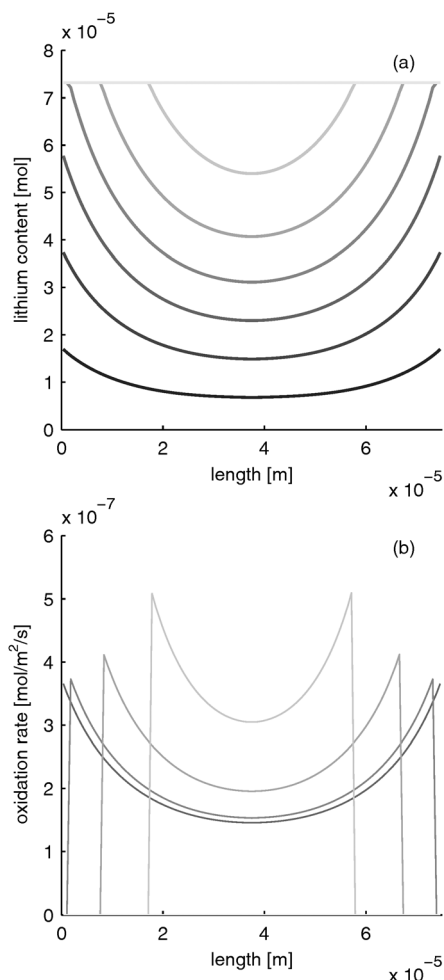 x 10⁻⁵
8
(a)
7
6
5
4
3
2
1
0
lithium content [mol]
0 2 4 6
length [m]
x 10⁻⁵
x 10⁻⁷
6
(b)
5
4
3
2
1
0
oxidation rate [mol/m²/s]
0 2 4 6
length [m]
x 10⁻⁵